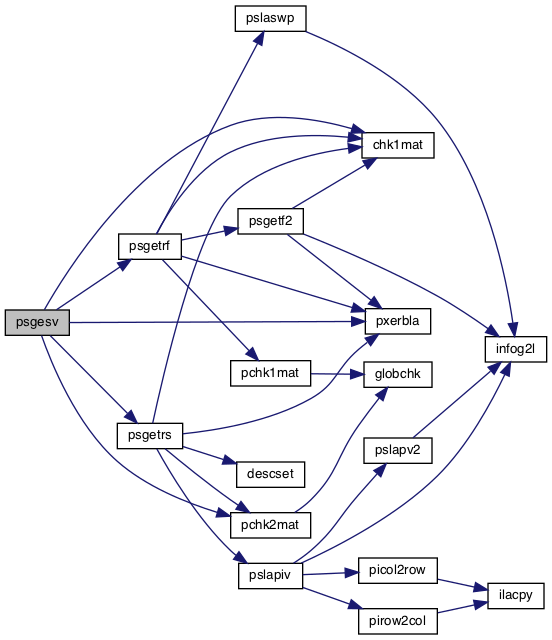 pslaswp
chk1mat
psgetf2
psgetrf
psgesv
pxerbla
infog2l
pchk1mat
globchk
psgetrs
pslapv2
descset
pchk2mat
pslapiv
picol2row
ilacpy
pirow2col